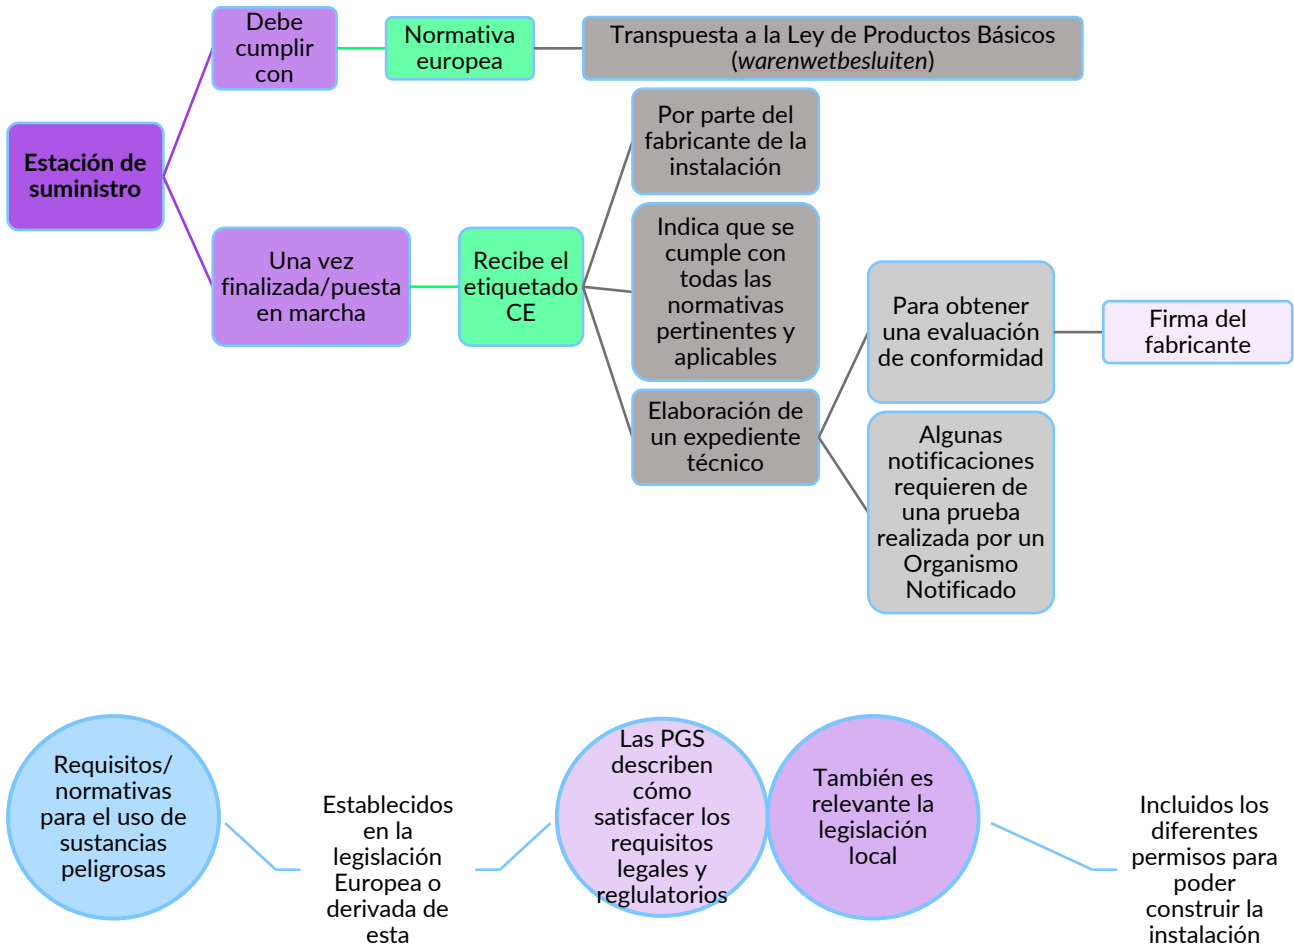 Debe
cumplir
con
Normativa
europea
Transpuesta a la Ley de Productos Básicos
(warenwetbesluiten)
Estación de
suministro
Por parte del
fabricante de la
instalación
Una vez
finalizada/puesta
en marcha
Recibe el
etiquetado
CE
Indica que se
cumple con
todas las
normativas
pertinentes y
aplicables
Elaboración de
un expediente
técnico
Para obtener
una evaluación
de conformidad
Firma del
fabricante
Algunas
notificaciones
requieren de
una prueba
realizada por un
Organismo
Notificado
Requisitos/
normativas
para el uso de
sustancias
peligrosas
Establecidos
en la
legislación
Europea o
derivada de
esta
Las PGS
describen
cómo
satisfacer los
requisitos
legales y
reglulatorios
También es
relevante la
legislación
local
Incluidos los
diferentes
permisos para
poder
construir la
instalación